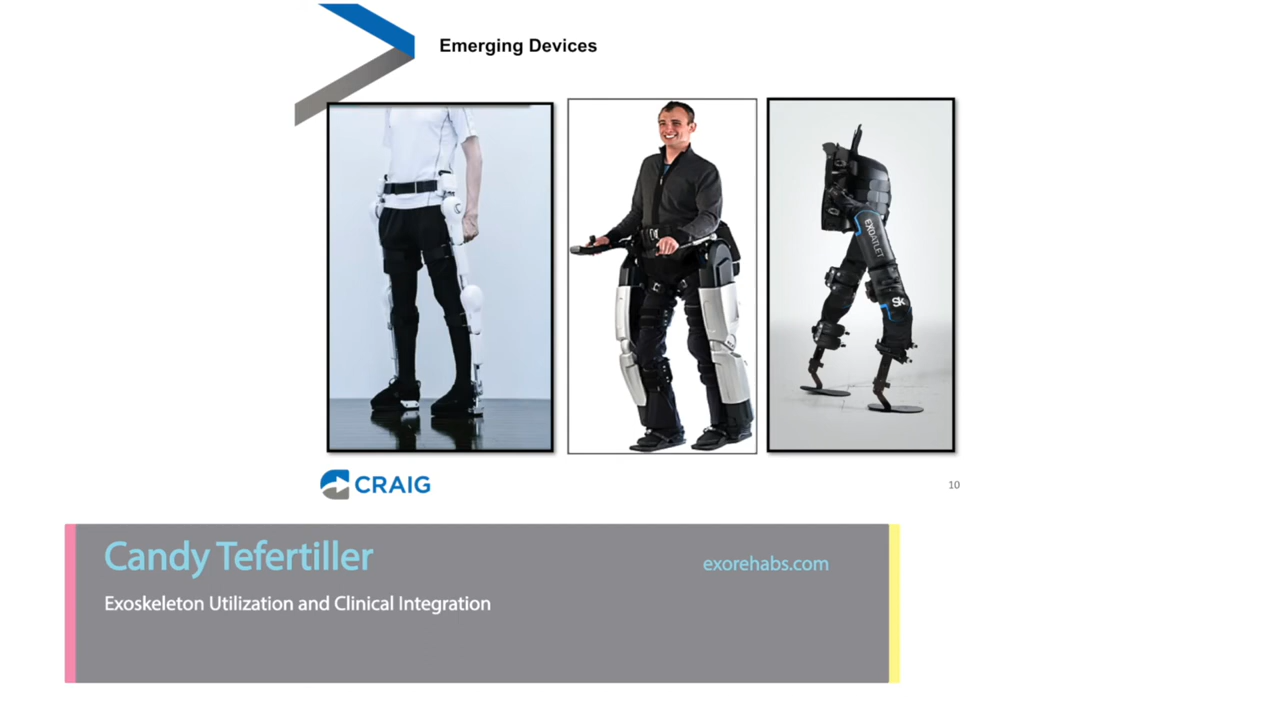 Emerging Devices
EXOATLET
Sk
CRAIG
10
Candy Tefertiller
exorehabs.com
Exoskeleton Utilization and Clinical Integration